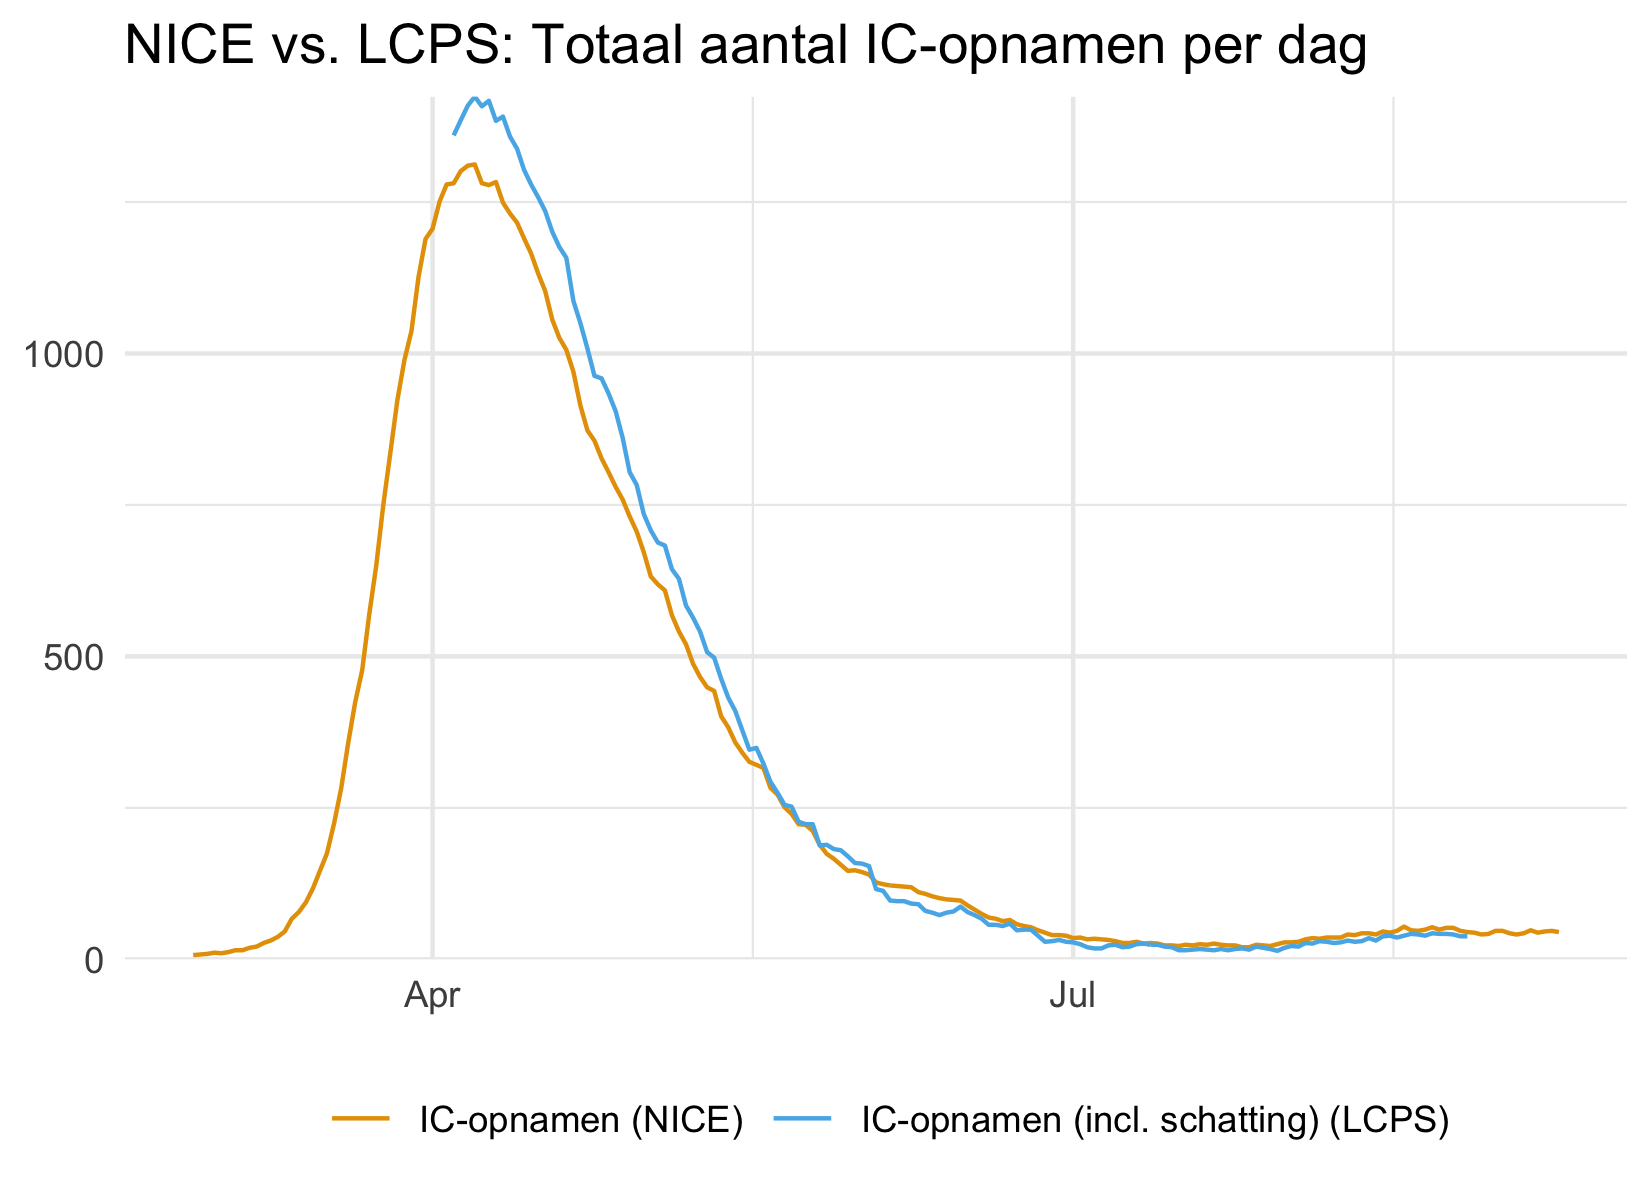 NICE vs. LCPS: Totaal aantal IC-opnamen per dag
1000
500
0
Apr
Jul
IC-opnamen (NICE)
IC-opnamen (incl. schatting) (LCPS)